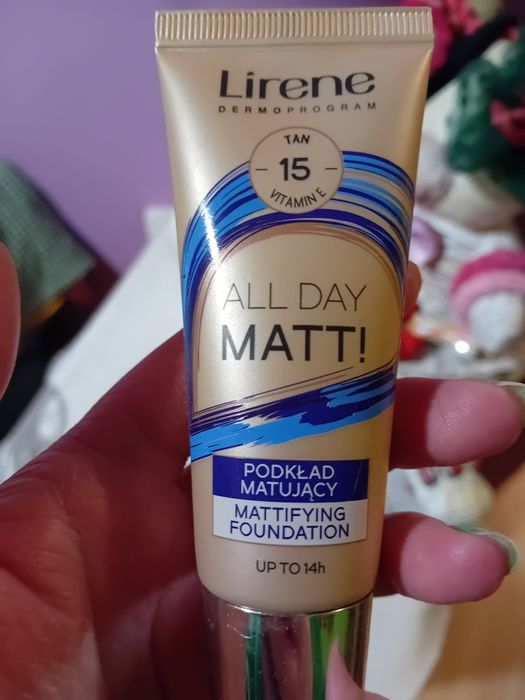 Lirene
DERMOPROGRAM
TAN
15
VITAMIN E
ALL DAY
MATT!
PODKŁAD
MATUJĄCY
MATTIFYING
FOUNDATION
UP TO 14h